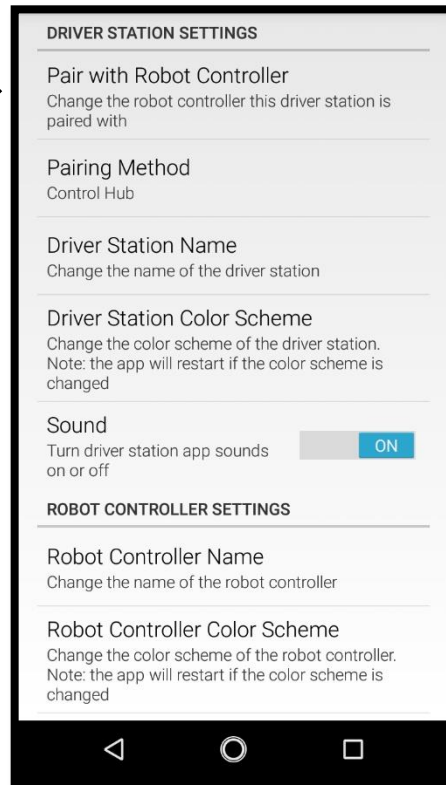 DRIVER STATION SETTINGS
Pair with Robot Controller
Change the robot controller this driver station is
paired with
Pairing Method
Control Hub
Driver Station Name
Change the name of the driver station
Driver Station Color Scheme
Change the color scheme of the driver station.
Note: the app will restart if the color scheme is
changed
Sound
Turn driver station app sounds
on or off
ON
ROBOT CONTROLLER SETTINGS
Robot Controller Name
Change the name of the robot controller
Robot Controller Color Scheme
Change the color scheme of the robot controller.
Note: the app will restart if the color scheme is
changed